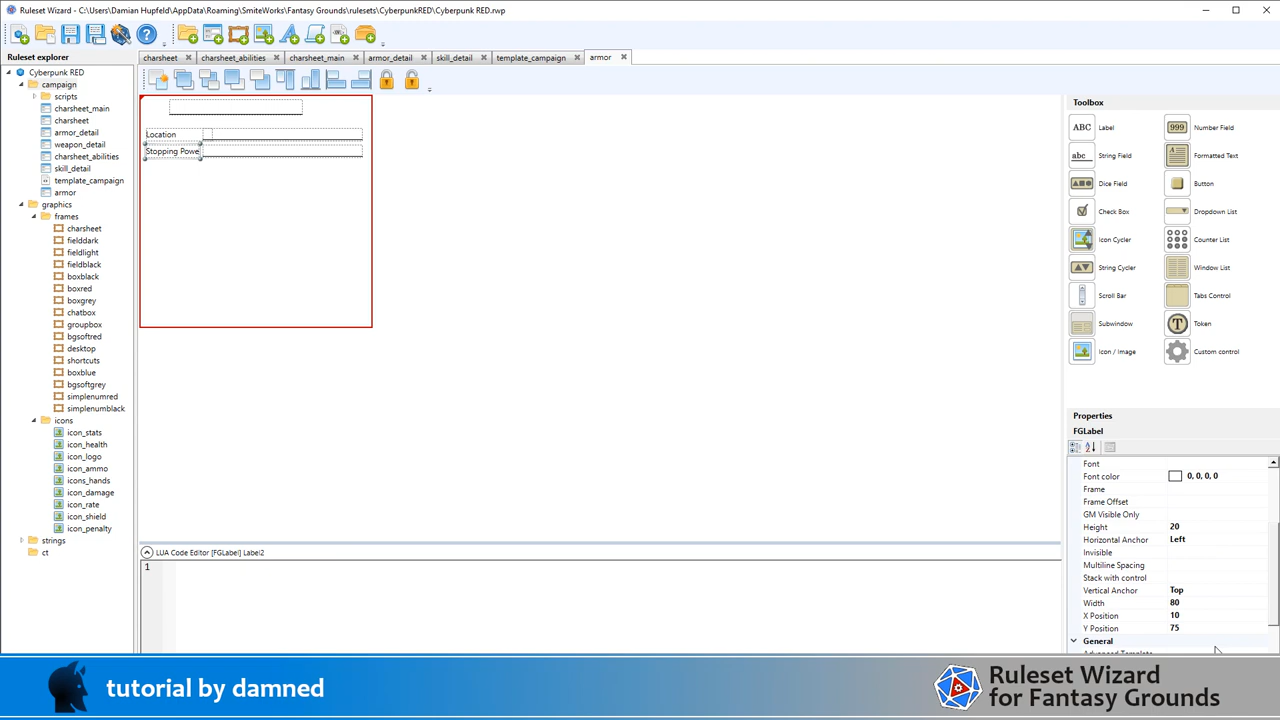 Ruleset Wizard - C:\Users\Damian Hupfeld\AppData\Roaming\SmiteWorks\Fantasy Grounds\rulesets\CyberpunkRED\Cyberpunk RED.rwp
Ruleset explorer
charsheet
charsheet_abilities
charsheet_main
armor_detail
skill_detail
template_campaign
armor
Cyberpunk RED
campaign
scripts
charsheet_main
charsheet
armor_detail
weapon_detail
charsheet_abilities
skill_detail
template_campaign
armor
graphics
frames
charsheet
fielddark
fieldlight
fieldblack
boxblack
boxred
boxgrey
chatbox
groupbox
bgsoftred
desktop
shortcuts
boxblue
bgsoftgrey
simplenumred
simplenumblack
icons
icon_stats
icon_health
icon_logo
icon_ammo
icons_hands
icon_damage
icon_rate
icon_shield
icon_penalty
strings
ct
Location
Stopping Powe
LUA Code Editor [FGLabel] Label2
1
Toolbox
ABC Label
999 Number Field
abc String Field
Formatted Text
Dice Field
Button
Check Box
Dropdown List
Icon Cycler
Counter List
String Cycler
Window List
Scroll Bar
Tabs Control
Subwindow
T Token
Icon / Image
Custom control
Properties
FGLabel
Font
Font color 0, 0, 0, 0
Frame
Frame Offset
GM Visible Only
Height 20
Horizontal Anchor Left
Invisible
Multiline Spacing
Stack with control
Vertical Anchor Top
Width 80
X Position 10
Y Position 75
General
Advanced Template
tutorial by damned
Ruleset Wizard
for Fantasy Grounds